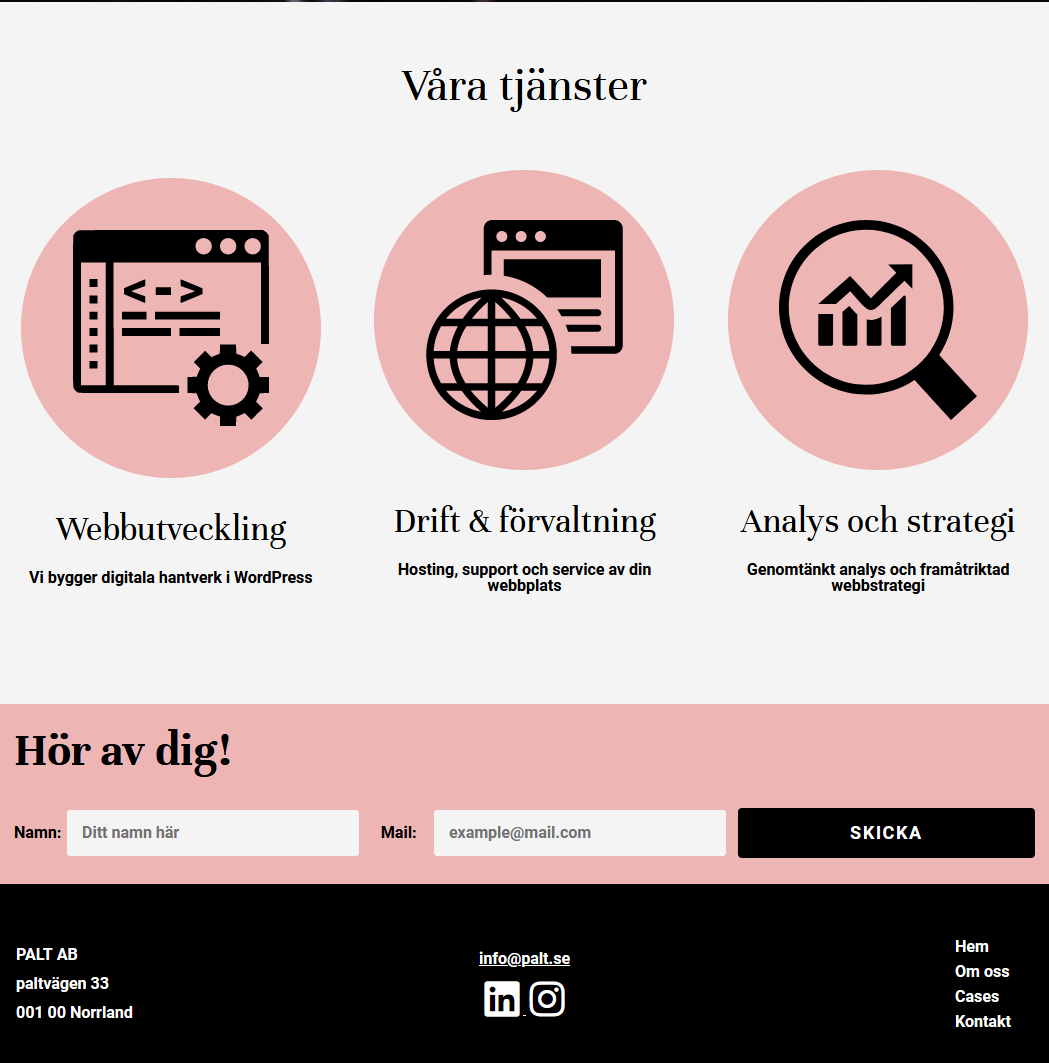 Våra tjänster
Webbutveckling
Vi bygger digitala hantverk i WordPress
Drift & förvaltning
Hosting, support och service av din
webbplats
Analys och strategi
Genomtänkt analys och framåtriktad
webbstrategi
Hör av dig!
Namn: Ditt namn här Mail: example@mail.com SKICKA
PALT AB
paltvägen 33
001 00 Norrland
info@palt.se
in
Hem
Om oss
Cases
Kontakt